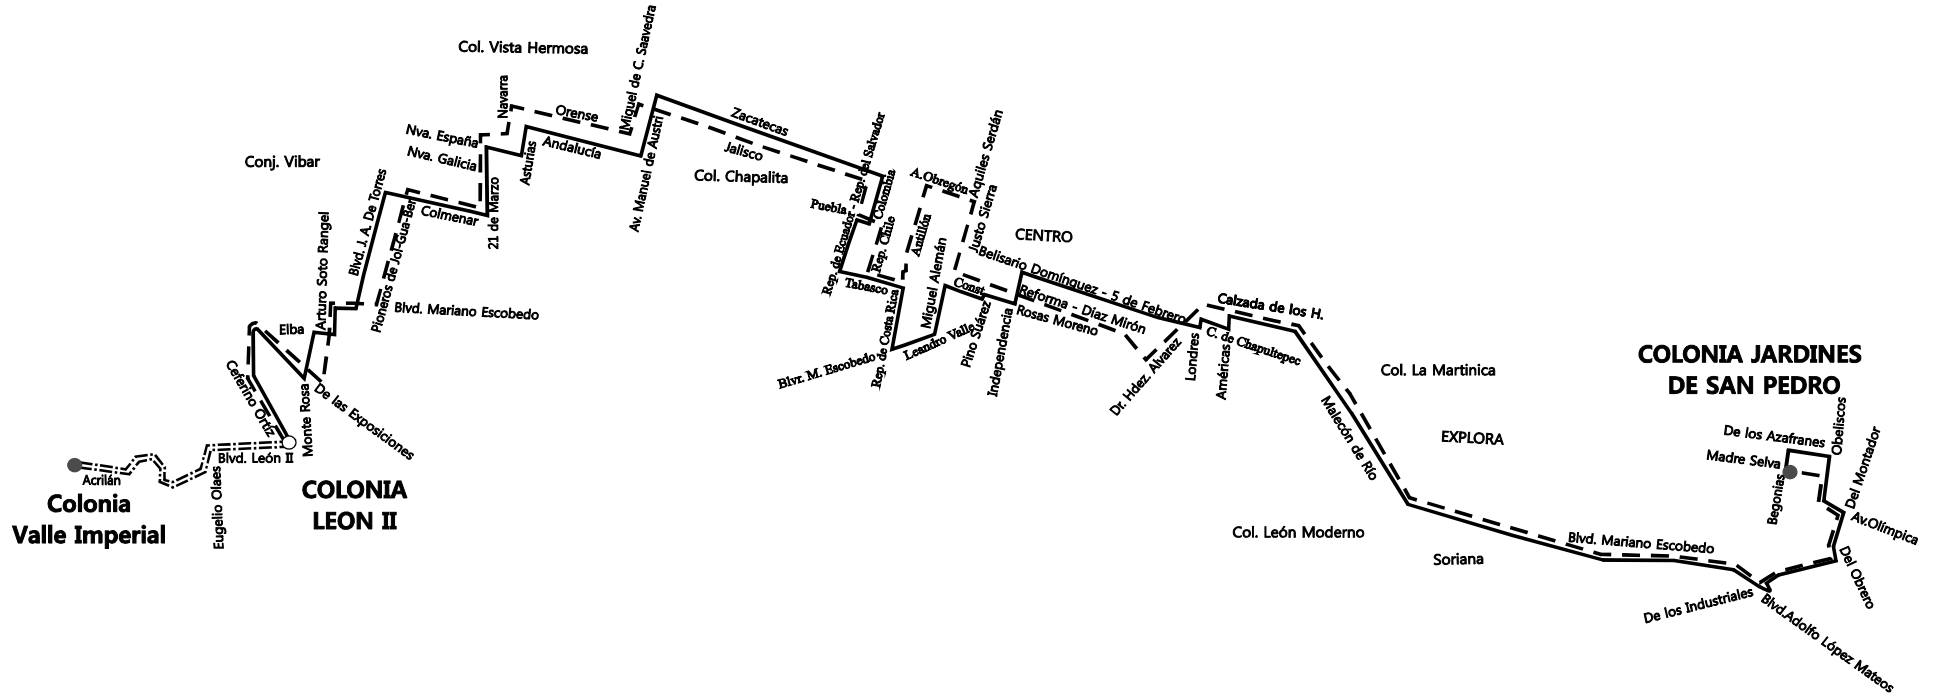 Col. Vista Hermosa
Miguel de C. Saavedra
Navarra
Orense
Zacatecas
Nva. España
Nva. Galicia
Asturias
Andalucía
Av. Manuel de Austri
Jalisco
Col. Chapalita
Conj. Vibar
Blvd. J. A. De Torres
Colmenar
21 de Marzo
Pioneros de Jol-Gua-Ber
Arturo Soto Rangel
Blvd. Mariano Escobedo
Elba
Ceferino Ortíz
Monte Rosa
De las Exposiciones
Blvd. León II
Eugelio Olaes
Acrilán
Colonia
Valle Imperial
COLONIA
LEON II
Rep. de Ecuador - Rep. del Salvador
Colombia
Puebla
Rep. Chile
Tabasco
Rep. de Costa Rica
Blvr. M. Escobedo
Leandro Valle
Antillón
Miguel Alemán
A.Obregón
Aquiles Serdán
Justo Sierra
CENTRO
Belisario Domínguez - 5 de Febrero
Const.
Reforma - Diaz Mirón
Rosas Moreno
Pino Suárez
Independencia
Dr. Hdez. Alvarez
Calzada de los H.
C. de Chapultepec
Londres
Américas
Malecón de Río
Col. La Martinica
EXPLORA
Col. León Moderno
Soriana
Blvd. Mariano Escobedo
COLONIA JARDINES
DE SAN PEDRO
De los Azafranes
Obeliscos
Madre Selva
Begonias
Del Montador
Av.Olímpica
Del Obrero
De los Industriales
Blvd.Adolfo López Mateos